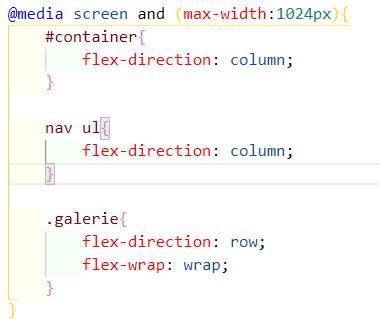 @media screen and (max-width:1024px){
    #container{
        flex-direction: column;
    }

    nav ul{
        flex-direction: column;
    }

    .galerie{
        flex-direction: row;
        flex-wrap: wrap;
    }
}